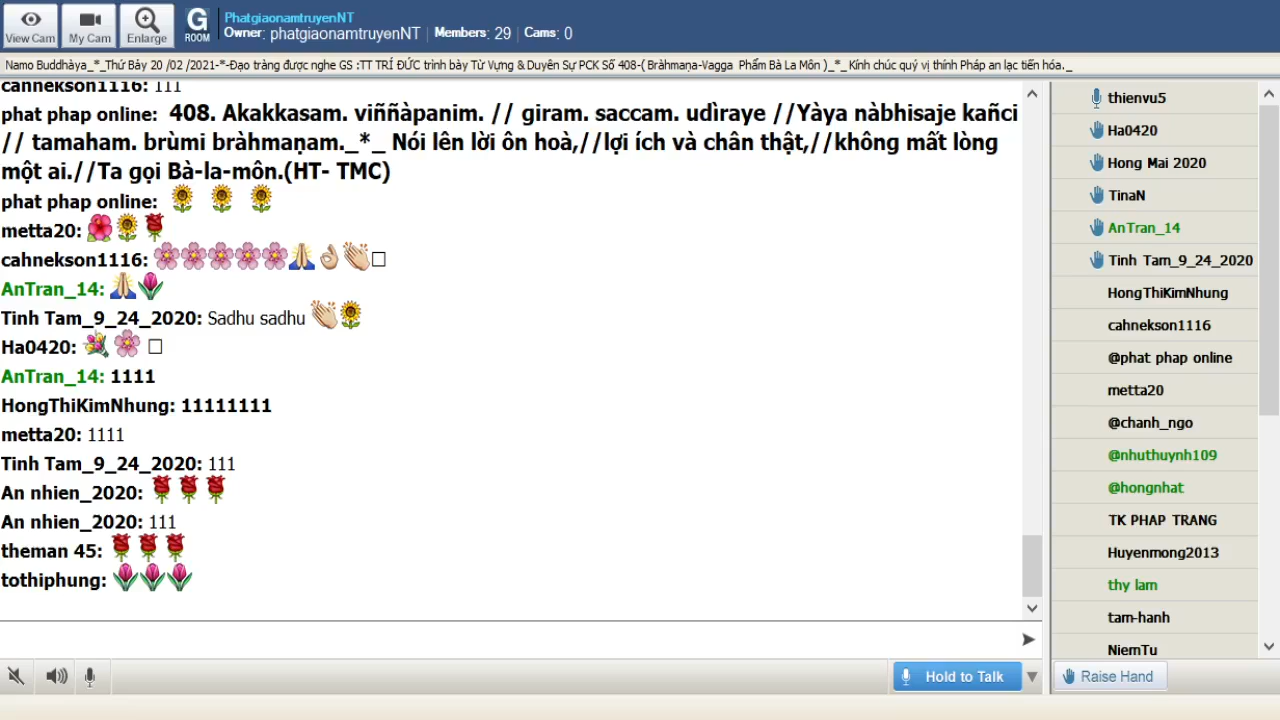 View Cam
My Cam
Enlarge
G
ROOM
PhatgiaonamtruyenNT
Owner: phatgiaonamtruyenNT | Members: 29 | Cams: 0
Namo Buddhàya_*_Thứ Bảy 20 /02 /2021-*-Đạo tràng được nghe GS :TT TRÍ ĐỨC trình bày Từ Vựng & Duyên Sự PCK Số 408-( Bràhmaṇa-Vagga Phẩm Bà La Môn )_*_ Kính chúc quý vị thính Pháp an lạc tiến hóa._
cahnekson1116: 111
phat phap online: 408. Akakkasam. viññàpanim. // giram. saccam. udìraye //Yàya nàbhisaje kañci
// tamaham. brùmi bràhmaṇam._*_ Nói lên lời ôn hoà,//lợi ích và chân thật,//không mất lòng
một ai.//Ta gọi Bà-la-môn.(HT- TMC)
phat phap online: 🌻 🌻 🌻
metta20: 🌺🌻🌹
cahnekson1116: 🌸🌸🌸🌸🌸🙏👌👏□
AnTran_14: 🙏🌷
Tinh Tam_9_24_2020: Sadhu sadhu 👏🌻
Ha0420: 💐🌸 □
AnTran_14: 1111
HongThiKimNhung: 11111111
metta20: 1111
Tinh Tam_9_24_2020: 111
An nhien_2020: 🌹🌹🌹
An nhien_2020: 111
theman 45: 🌹🌹🌹
tothiphung: 🌷🌷🌷
Hold to Talk
thienvu5
Ha0420
Hong Mai 2020
TinaN
AnTran_14
Tinh Tam_9_24_2020
HongThiKimNhung
cahnekson1116
@phat phap online
metta20
@chanh_ngo
@nhuthuynh109
@hongnhat
TK PHAP TRANG
Huyenmong2013
thy lam
tam-hanh
NiemTu
Raise Hand